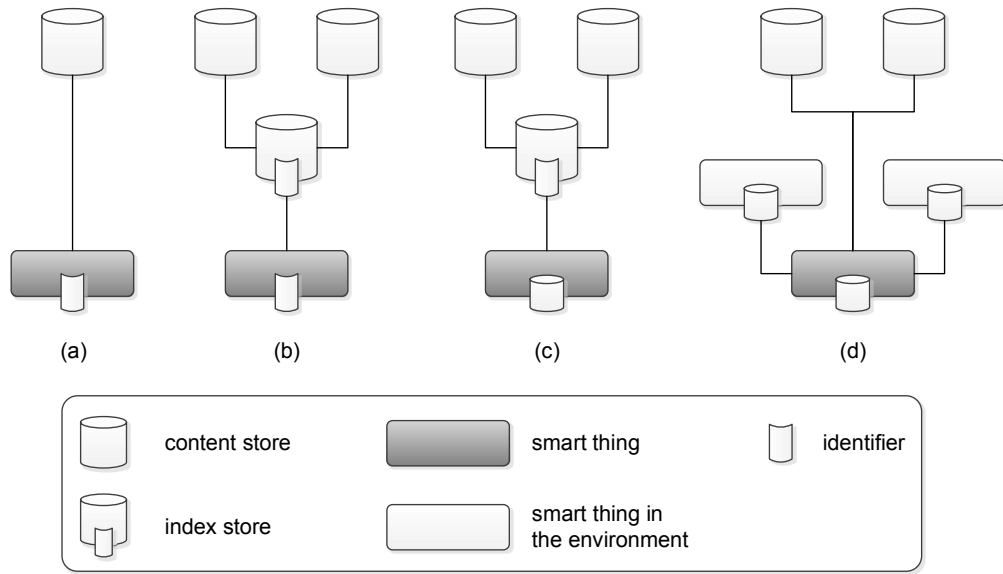 (a)
(b)
(c)
(d)
content store
smart thing
identifier
index store
smart thing in
the environment